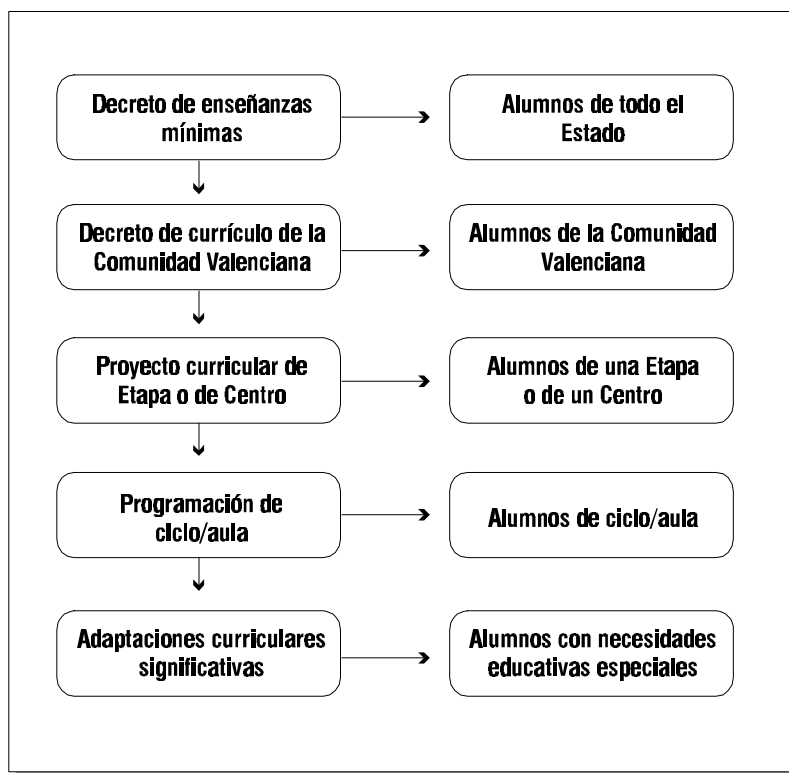 Decreto de enseñanzas
mínimas
Alumnos de todo el
Estado
Decreto de currículo de la
Comunidad Valenciana
Alumnos de la Comunidad
Valenciana
Proyecto curricular de
Etapa o de Centro
Alumnos de una Etapa
o de un Centro
Programación de
ciclo/aula
Alumnos de ciclo/aula
Adaptaciones curriculares
significativas
Alumnos con necesidades
educativas especiales